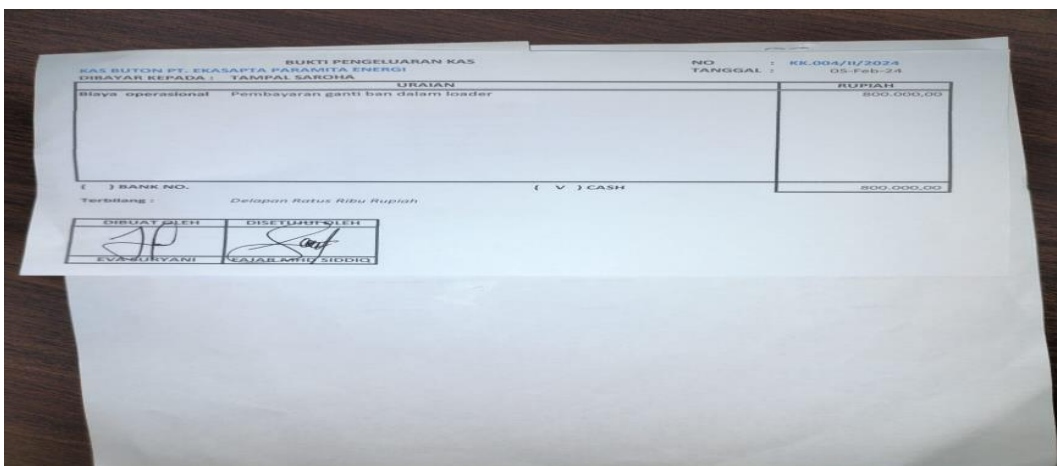 BUKTI PENGELUARAN KAS
NO : KK.004/II/2024
KAS BUTON PT. EKASAPTA PARAMITA ENERGI
TANGGAL : 05-Feb-24
DIBAYAR KEPADA : TAMPAL SAROHA
URAIAN RUPIAH
Biaya operasional Pembayaran ganti ban dalam loader 800.000,00
( ) BANK NO. ( V ) CASH 800.000,00
Terbilang : Delapan Ratus Ribu Rupiah
DIBUAT OLEH DISETUJUI OLEH
EVA SURYANI FAJAR MHD SIDDIQ